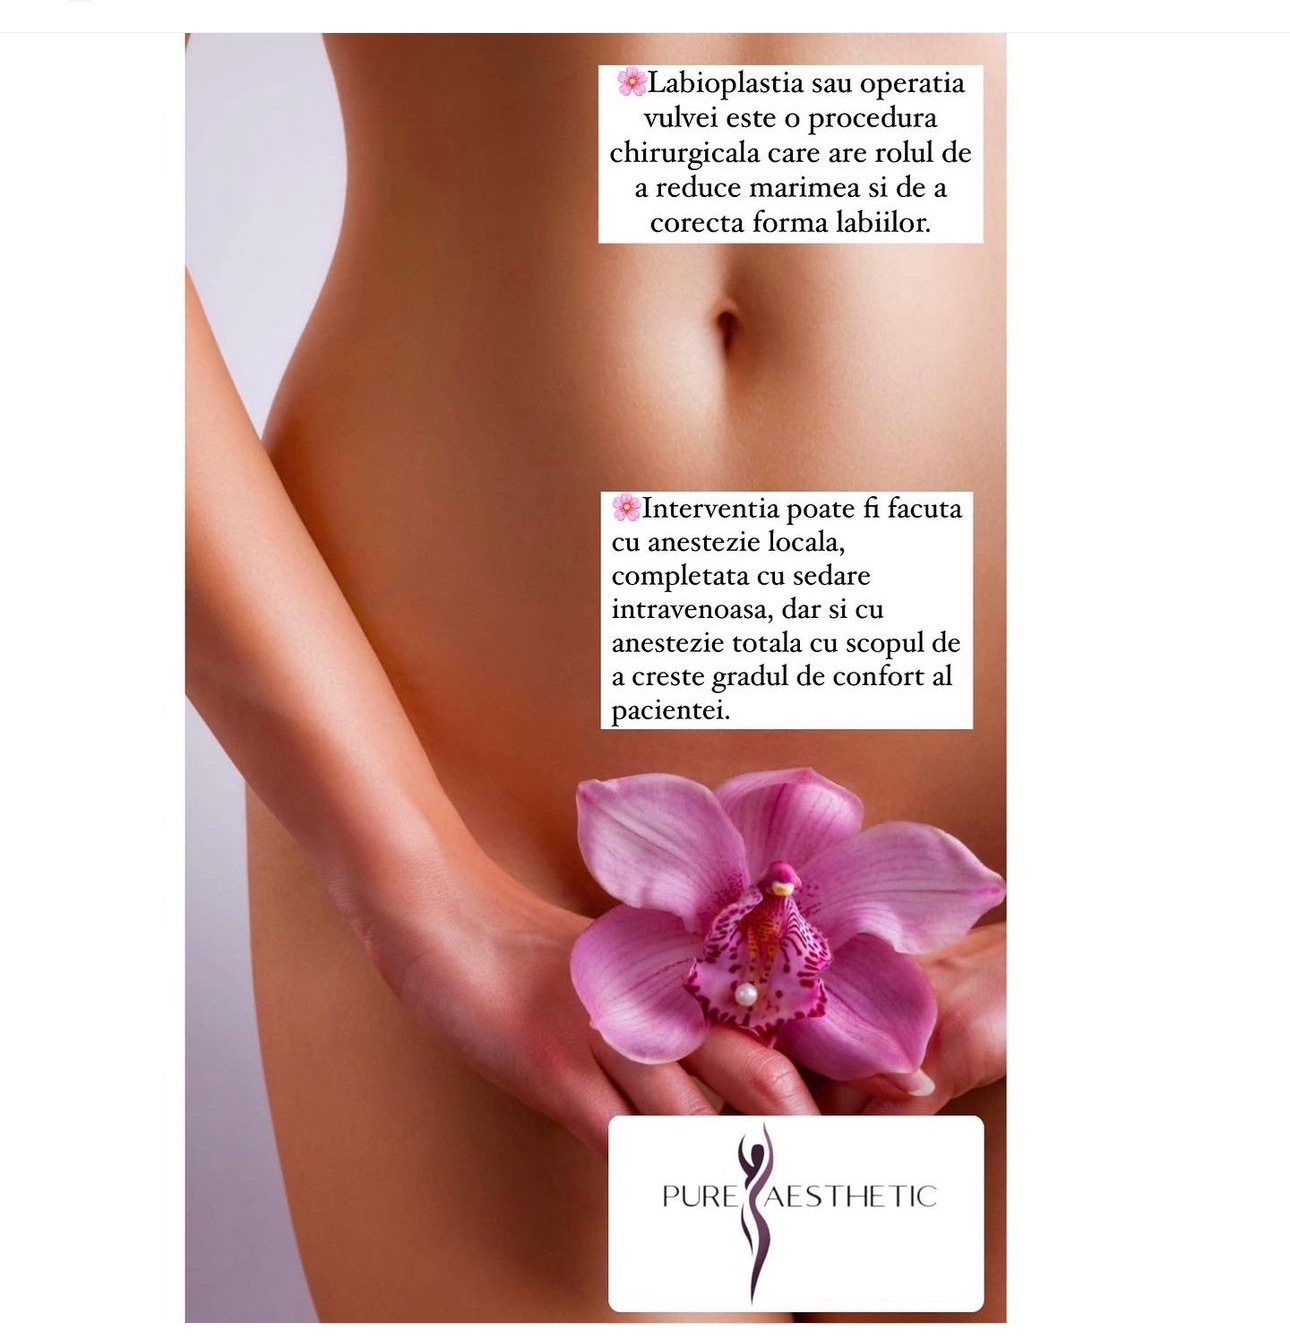 🌸Labioplastia sau operatia
vulvei este o procedura
chirurgicala care are rolul de
a reduce marimea si de a
corecta forma labiilor.
🌸Interventia poate fi facuta
cu anestezie locala,
completata cu sedare
intravenoasa, dar si cu
anestezie totala cu scopul de
a creste gradul de confort al
pacientei.
PURE AESTHETIC